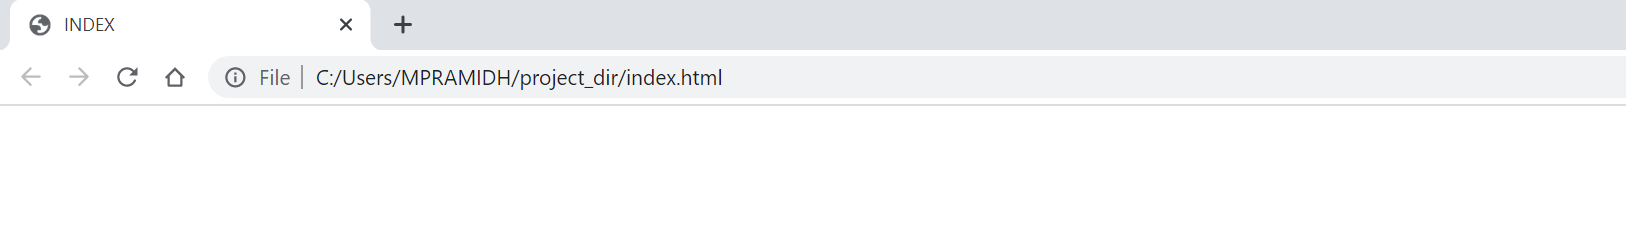 INDEX
File | C:/Users/MPRAMIDH/project_dir/index.html